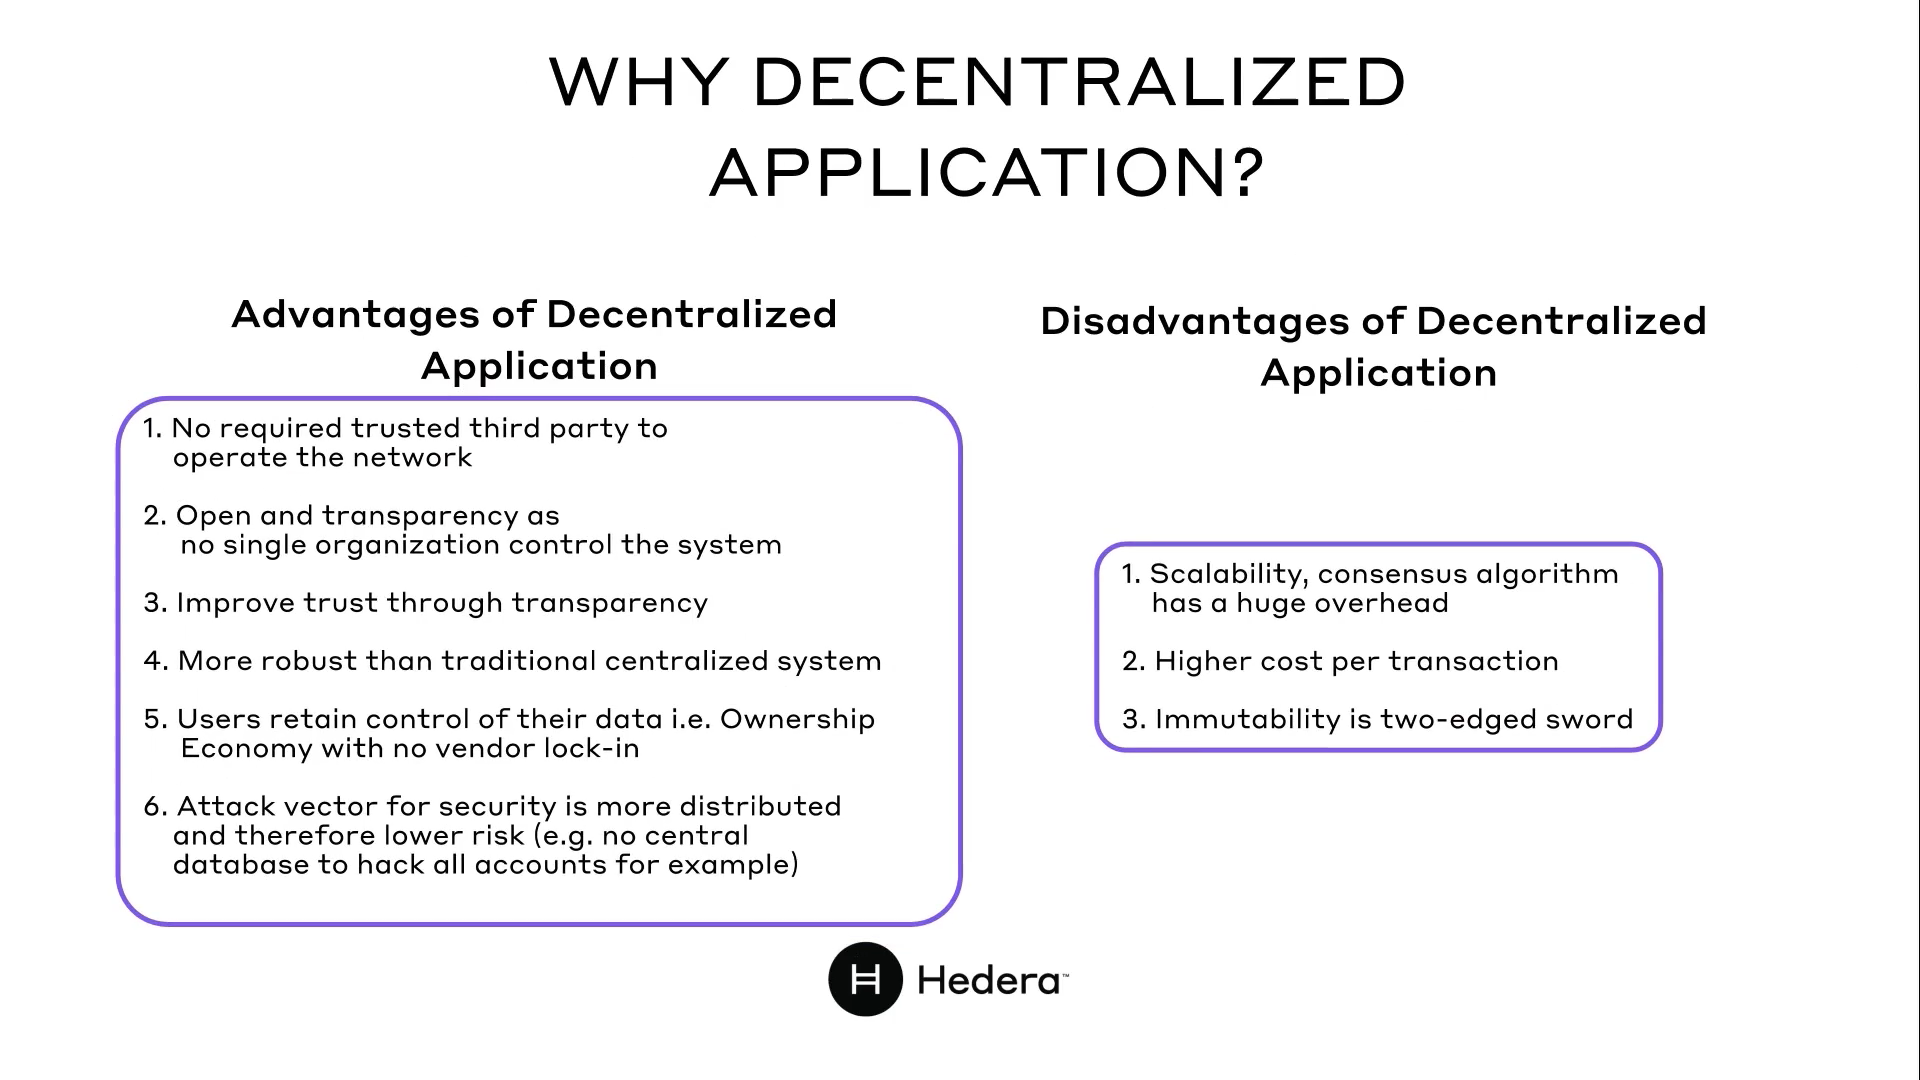 WHY DECENTRALIZED
APPLICATION?
Advantages of Decentralized
Application
1. No required trusted third party to
operate the network
2. Open and transparency as
no single organization control the system
3. Improve trust through transparency
4. More robust than traditional centralized system
5. Users retain control of their data i.e. Ownership
Economy with no vendor lock-in
6. Attack vector for security is more distributed
and therefore lower risk (e.g. no central
database to hack all accounts for example)
Disadvantages of Decentralized
Application
1. Scalability, consensus algorithm
has a huge overhead
2. Higher cost per transaction
3. Immutability is two-edged sword
H Hedera™